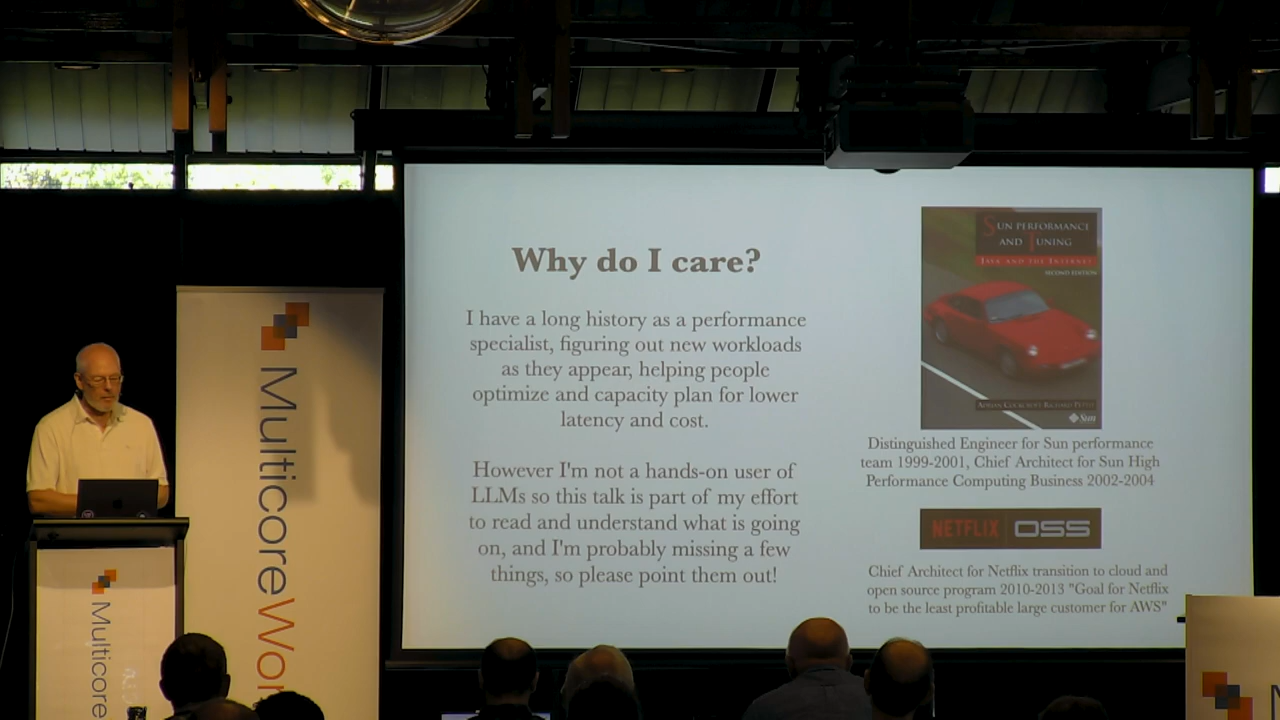 Why do I care?
I have a long history as a performance
specialist, figuring out new workloads
as they appear, helping people
optimize and capacity plan for lower
latency and cost.
However I'm not a hands-on user of
LLMs so this talk is part of my effort
to read and understand what is going
on, and I'm probably missing a few
things, so please point them out!
SUN PERFORMANCE
AND TUNING
JAVA AND THE INTERNET
SECOND EDITION
ADRIAN COCKCROFT RICHARD PETTIT
Sun
Distinguished Engineer for Sun performance
team 1999-2001, Chief Architect for Sun High
Performance Computing Business 2002-2004
NETFLIX OSS
Chief Architect for Netflix transition to cloud and
open source program 2010-2013 "Goal for Netflix
to be the least profitable large customer for AWS"
MulticoreWor
Multicore